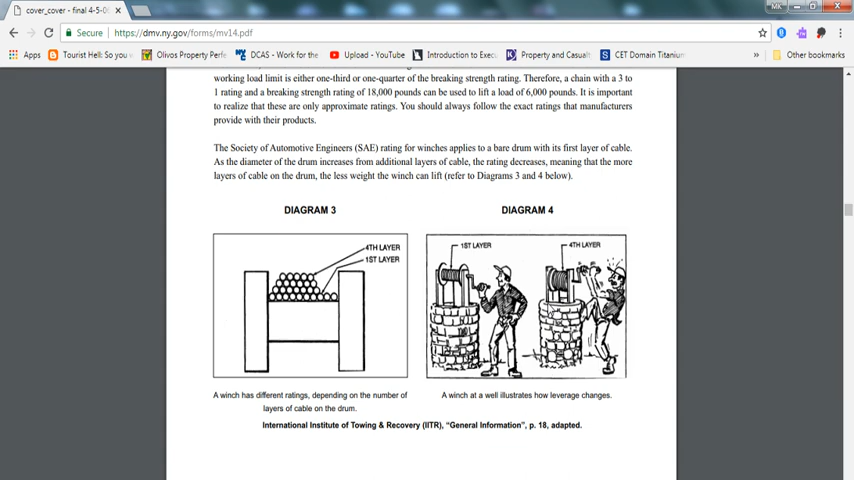 cover_cover - final 4-5-0
MK
Secure
https://dmv.ny.gov/forms/mv14.pdf
Apps
Tourist Hell: So you w
Olivos Property Perfe
DCAS - Work for the
Upload - YouTube
Introduction to Execu
Property and Casualt
CET Domain Titanium
»
Other bookmarks
working load limit is either one-third or one-quarter of the breaking strength rating. Therefore, a chain with a 3 to
1 rating and a breaking strength rating of 18,000 pounds can be used to lift a load of 6,000 pounds. It is important
to realize that these are only approximate ratings. You should always follow the exact ratings that manufacturers
provide with their products.
The Society of Automotive Engineers (SAE) rating for winches applies to a bare drum with its first layer of cable.
As the diameter of the drum increases from additional layers of cable, the rating decreases, meaning that the more
layers of cable on the drum, the less weight the winch can lift (refer to Diagrams 3 and 4 below).
DIAGRAM 3
DIAGRAM 4
4TH LAYER
1ST LAYER
1ST LAYER
4TH LAYER
A winch has different ratings, depending on the number of
layers of cable on the drum.
A winch at a well illustrates how leverage changes.
International Institute of Towing & Recovery (IITR), "General Information", p. 18, adapted.